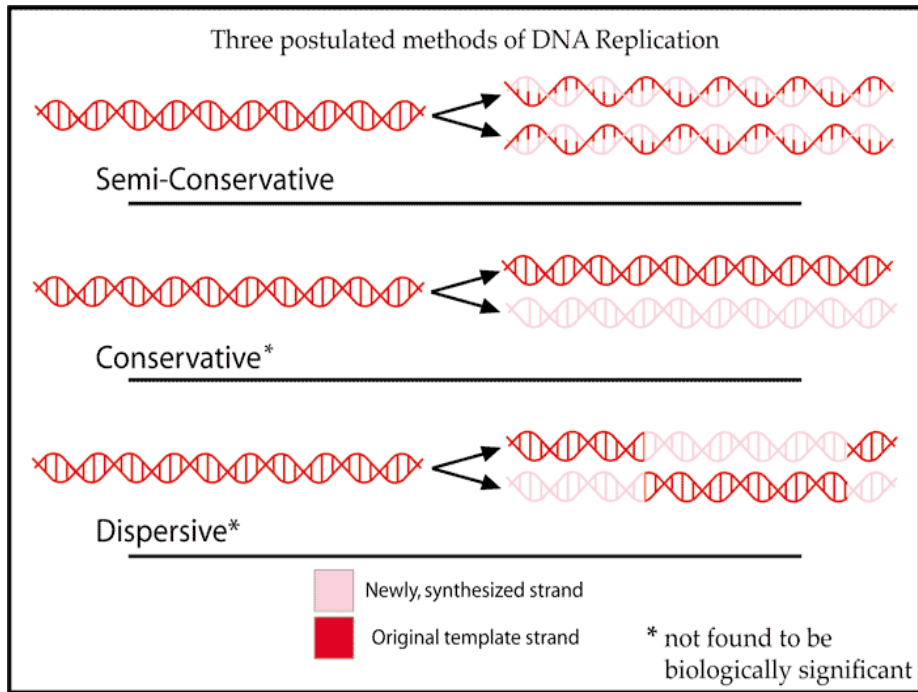 Three postulated methods of DNA Replication
Semi-Conservative
Conservative*
Dispersive*
Newly, synthesized strand
Original template strand
* not found to be
biologically significant